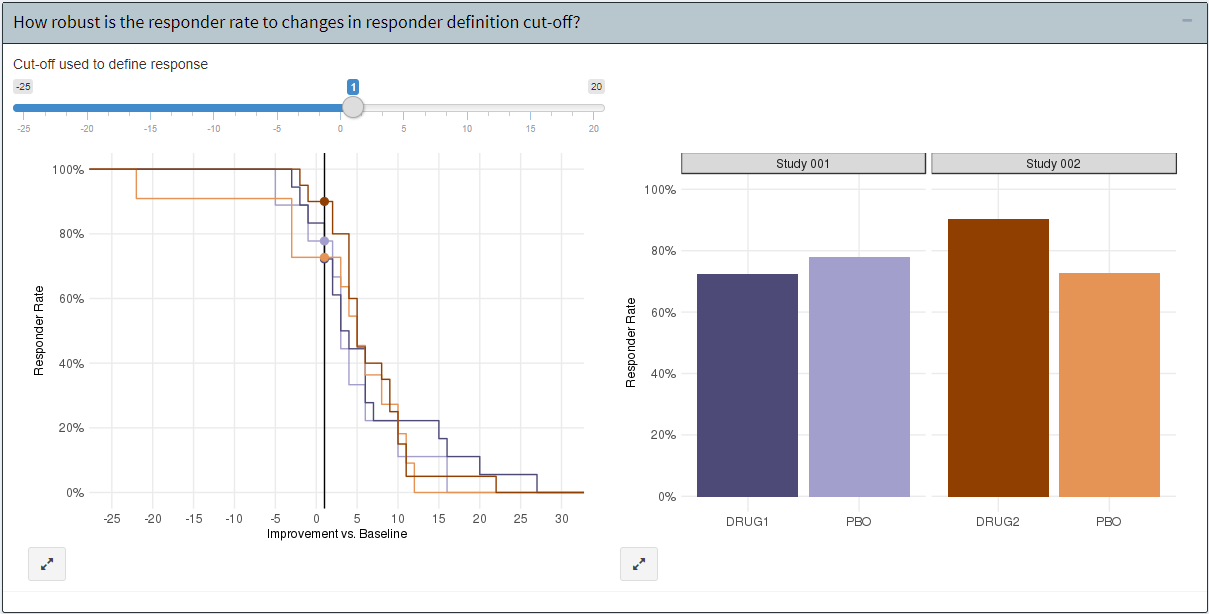 How robust is the responder rate to changes in responder definition cut-off?
Cut-off used to define response
-25 1 20
-25 -20 -15 -10 -5 0 5 10 15 20
100%
80%
60%
40%
20%
0%
Responder Rate
-25 -20 -15 -10 -5 0 5 10 15 20 25 30
Improvement vs. Baseline
Study 001 Study 002
100%
80%
60%
40%
20%
0%
Responder Rate
DRUG1 PBO DRUG2 PBO